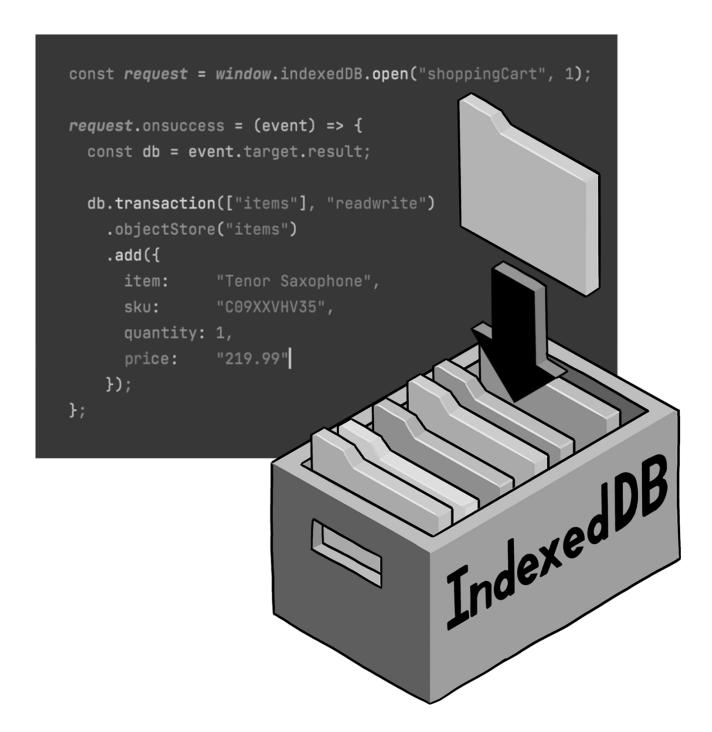 const request = window.indexedDB.open("shoppingCart", 1);
request.onsuccess = (event) => {
const db = event.target.result;
db.transaction(["items"], "readwrite")
.objectStore("items")
.add({
item: "Tenor Saxophone",
sku: "C09XXVHV35",
quantity: 1,
price: "219.99"
});
};
IndexedDB